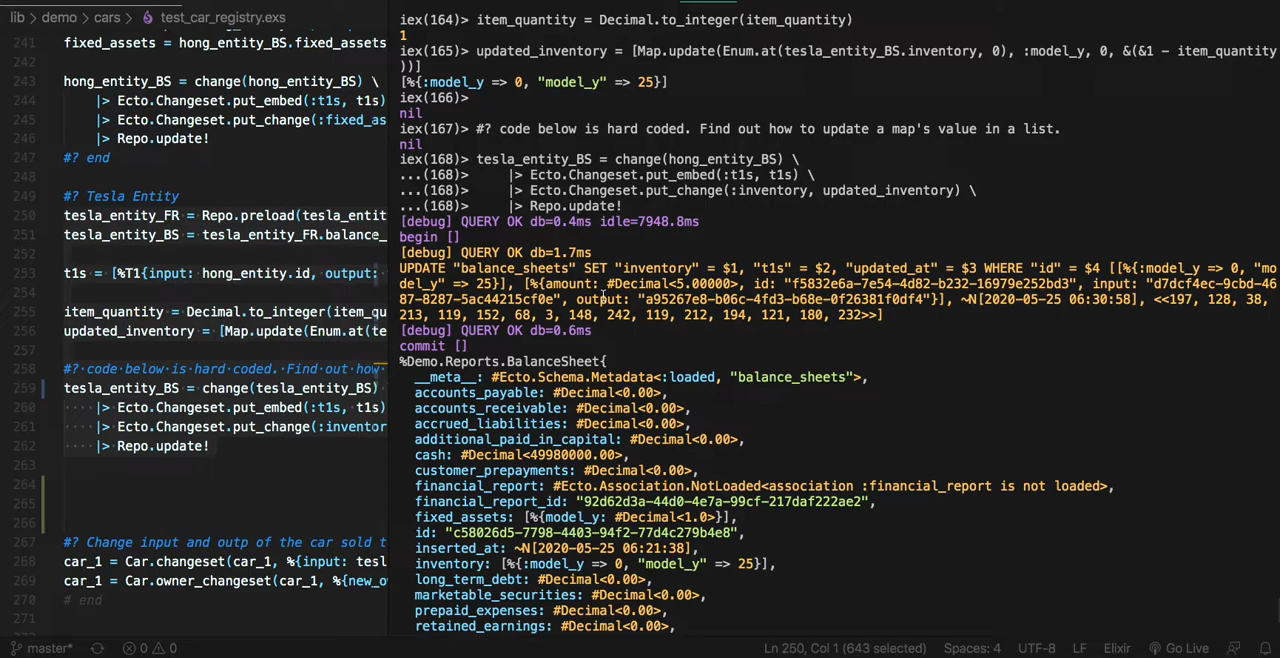 lib > demo > cars > test_car_registry.exs
241 fixed_assets = hong_entity_BS.fixed_assets
242
243 hong_entity_BS = change(hong_entity_BS) \
244 |> Ecto.Changeset.put_embed(:t1s, t1s)
245 |> Ecto.Changeset.put_change(:fixed_as
246 |> Repo.update!
247 #? end
248
249 #? Tesla Entity
250 tesla_entity_FR = Repo.preload(tesla_entit
251 tesla_entity_BS = tesla_entity_FR.balance_
252
253 t1s = [%T1{input: hong_entity.id, output:
254
255 item_quantity = Decimal.to_integer(item_qu
256 updated_inventory = [Map.update(Enum.at(te
257
258 #? code below is hard coded. Find out how
259 tesla_entity_BS = change(tesla_entity_BS)
260 |> Ecto.Changeset.put_embed(:t1s, t1s)
261 |> Ecto.Changeset.put_change(:inventor
262 |> Repo.update!
263
264
265
266
267 #? Change input and outp of the car sold t
268 car_1 = Car.changeset(car_1, %{input: tesl
269 car_1 = Car.owner_changeset(car_1, %{new_ow
270 # end
271
iex(164)> item_quantity = Decimal.to_integer(item_quantity)
1
iex(165)> updated_inventory = [Map.update(Enum.at(tesla_entity_BS.inventory, 0), :model_y, 0, &(&1 - item_quantity
))]
[%{:model_y => 0, "model_y" => 25}]
iex(166)>
nil
iex(167)> #? code below is hard coded. Find out how to update a map's value in a list.
nil
iex(168)> tesla_entity_BS = change(hong_entity_BS) \
...(168)> |> Ecto.Changeset.put_embed(:t1s, t1s) \
...(168)> |> Ecto.Changeset.put_change(:inventory, updated_inventory) \
...(168)> |> Repo.update!
[debug] QUERY OK db=0.4ms idle=7948.8ms
begin []
[debug] QUERY OK db=1.7ms
UPDATE "balance_sheets" SET "inventory" = $1, "t1s" = $2, "updated_at" = $3 WHERE "id" = $4 [[%{:model_y => 0, "mo
del_y" => 25}], [%{amount: #Decimal<5.00000>, id: "f5832e6a-7e54-4d82-b232-16979e252bd3", input: "d7dcf4ec-9cbd-46
87-8287-5ac44215cf0e", output: "a95267e8-b06c-4fd3-b68e-0f26381f0df4"}], ~N[2020-05-25 06:30:58], <<197, 128, 38,
213, 119, 152, 68, 3, 148, 242, 119, 212, 194, 121, 180, 232>>]
[debug] QUERY OK db=0.6ms
commit []
%Demo.Reports.BalanceSheet{
__meta__: #Ecto.Schema.Metadata<:loaded, "balance_sheets">,
accounts_payable: #Decimal<0.00>,
accounts_receivable: #Decimal<0.00>,
accrued_liabilities: #Decimal<0.00>,
additional_paid_in_capital: #Decimal<0.00>,
cash: #Decimal<49980000.00>,
customer_prepayments: #Decimal<0.00>,
financial_report: #Ecto.Association.NotLoaded<association :financial_report is not loaded>,
financial_report_id: "92d62d3a-44d0-4e7a-99cf-217daf222ae2",
fixed_assets: [%{model_y: #Decimal<1.0>}],
id: "c58026d5-7798-4403-94f2-77d4c279b4e8",
inserted_at: ~N[2020-05-25 06:21:38],
inventory: [%{:model_y => 0, "model_y" => 25}],
long_term_debt: #Decimal<0.00>,
marketable_securities: #Decimal<0.00>,
prepaid_expenses: #Decimal<0.00>,
retained_earnings: #Decimal<0.00>,
master* 0 0 Ln 250, Col 1 (643 selected) Spaces: 4 UTF-8 LF Elixir Go Live